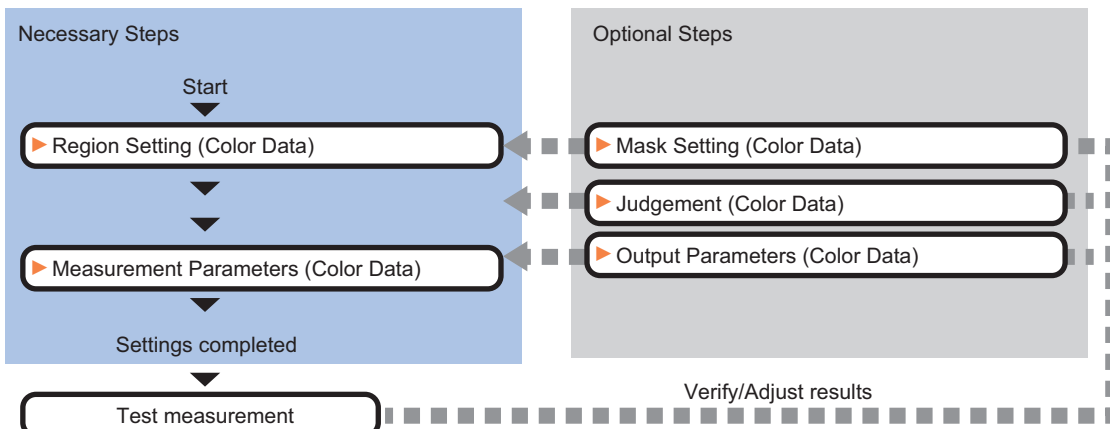 Necessary Steps
Start
Region Setting (Color Data)
Measurement Parameters (Color Data)
Settings completed
Test measurement
Optional Steps
Mask Setting (Color Data)
Judgement (Color Data)
Output Parameters (Color Data)
Verify/Adjust results